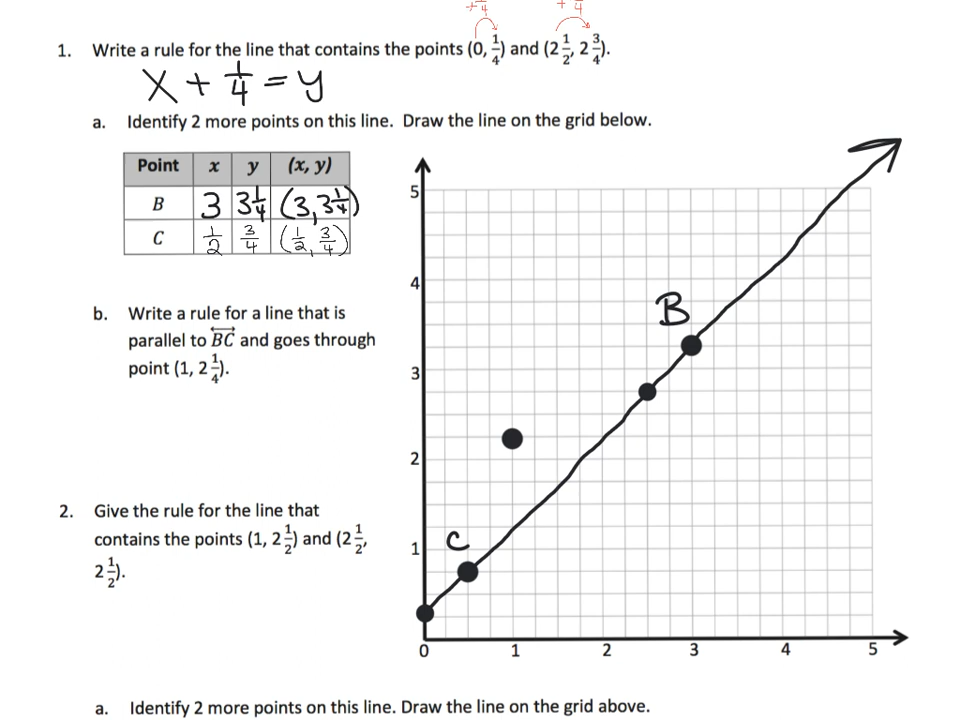 +1/4 +1/4
1. Write a rule for the line that contains the points (0, 1/4) and (2 1/2, 2 3/4).
x + 1/4 = y
a. Identify 2 more points on this line. Draw the line on the grid below.
Point x y (x, y)
B 3 3 1/4 (3, 3 1/4)
C 1/2 3/4 (1/2, 3/4)
b. Write a rule for a line that is
parallel to BC and goes through
point (1, 2 1/4).
2. Give the rule for the line that
contains the points (1, 2 1/2) and (2 1/2,
2 1/2).
5
4
B
3
2
1
C
0 1 2 3 4 5
a. Identify 2 more points on this line. Draw the line on the grid above.